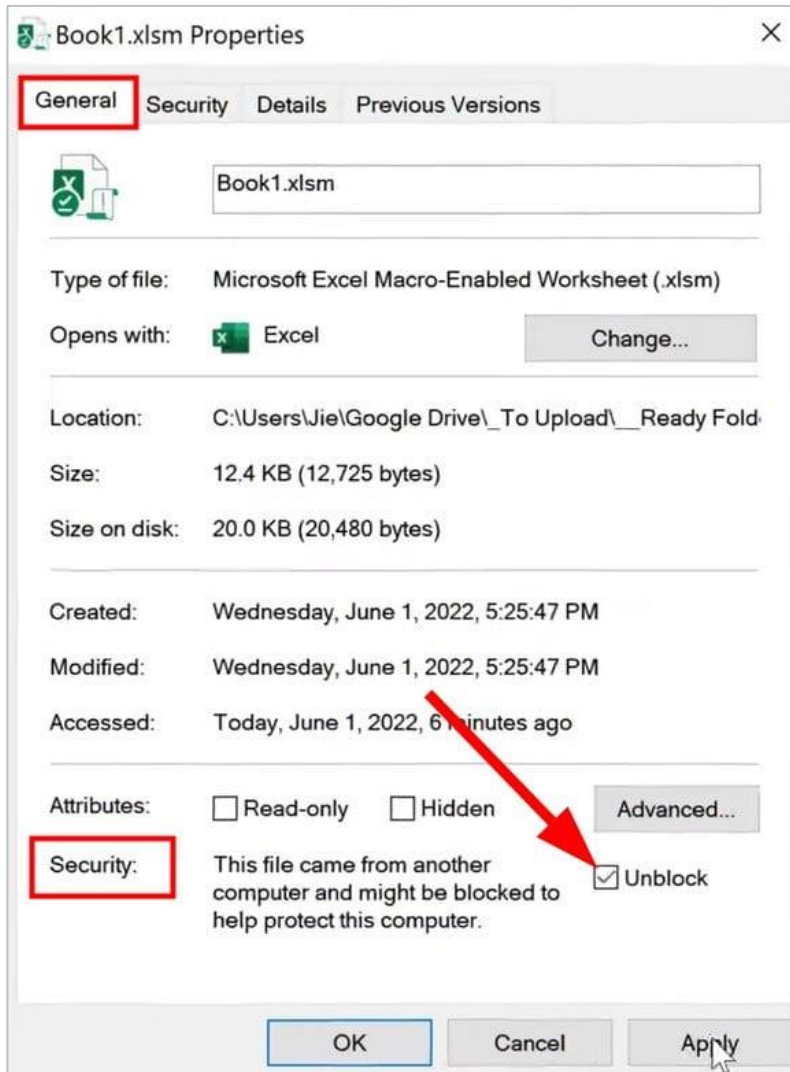 Book1.xlsm Properties
General Security Details Previous Versions
Book1.xlsm
Type of file: Microsoft Excel Macro-Enabled Worksheet (.xlsm)
Opens with: Excel Change...
Location: C:\Users\Jie\Google Drive\_To Upload\__Ready Fold
Size: 12.4 KB (12,725 bytes)
Size on disk: 20.0 KB (20,480 bytes)
Created: Wednesday, June 1, 2022, 5:25:47 PM
Modified: Wednesday, June 1, 2022, 5:25:47 PM
Accessed: Today, June 1, 2022, 6 minutes ago
Attributes: Read-only Hidden Advanced...
Security: This file came from another
computer and might be blocked to
help protect this computer.
Unblock
OK Cancel Apply